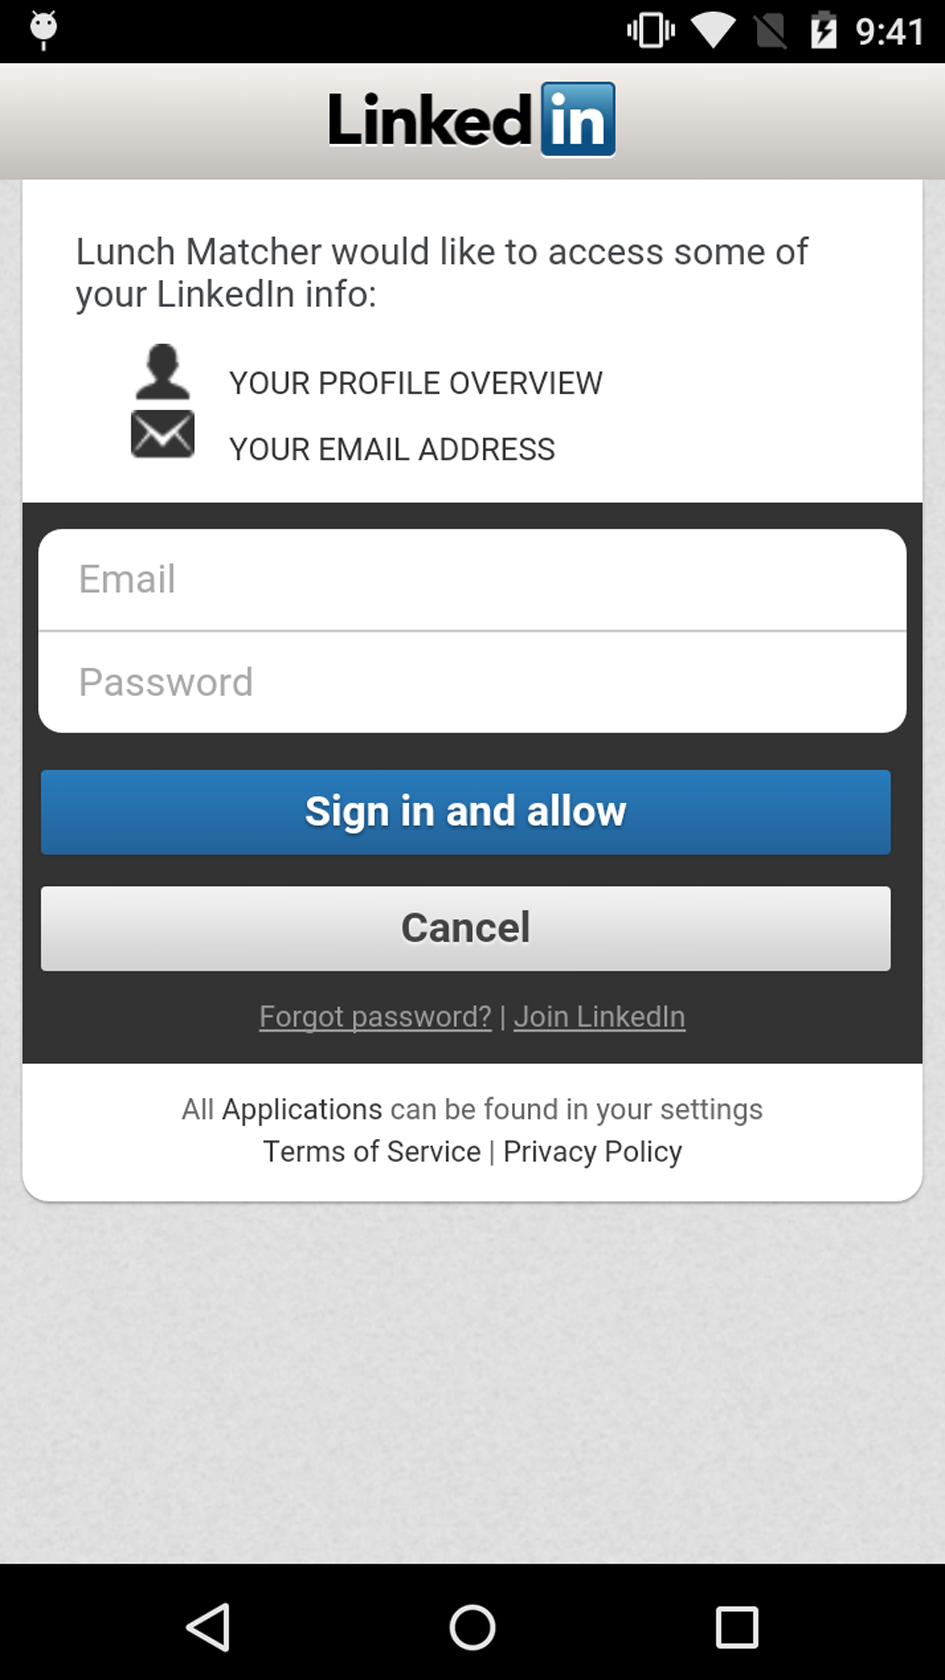 9:41
Linked in
Lunch Matcher would like to access some of
your LinkedIn info:
YOUR PROFILE OVERVIEW
YOUR EMAIL ADDRESS
Email
Password
Sign in and allow
Cancel
Forgot password? | Join LinkedIn
All Applications can be found in your settings
Terms of Service | Privacy Policy